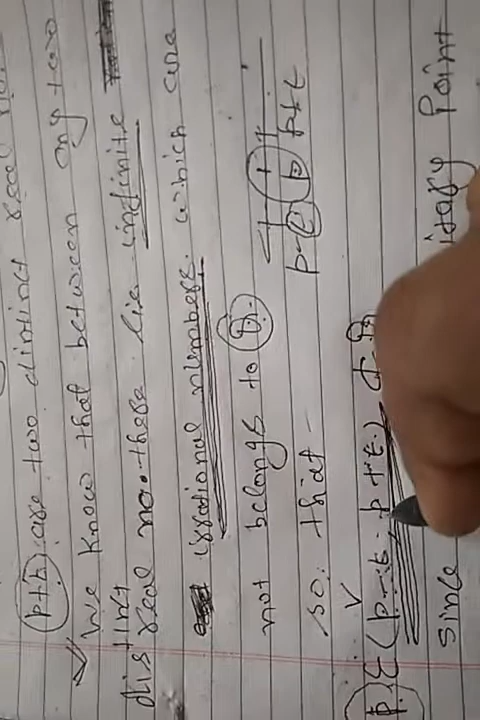 (p+ε) are two distinct real
We know that between any two
distinct
real no. there lie infinite
irrational numbers. which are
not belongs to Q.
p-ε p p+ε
so, that
p ∈ (p-ε, p+ε) ⊄ Q
since Point